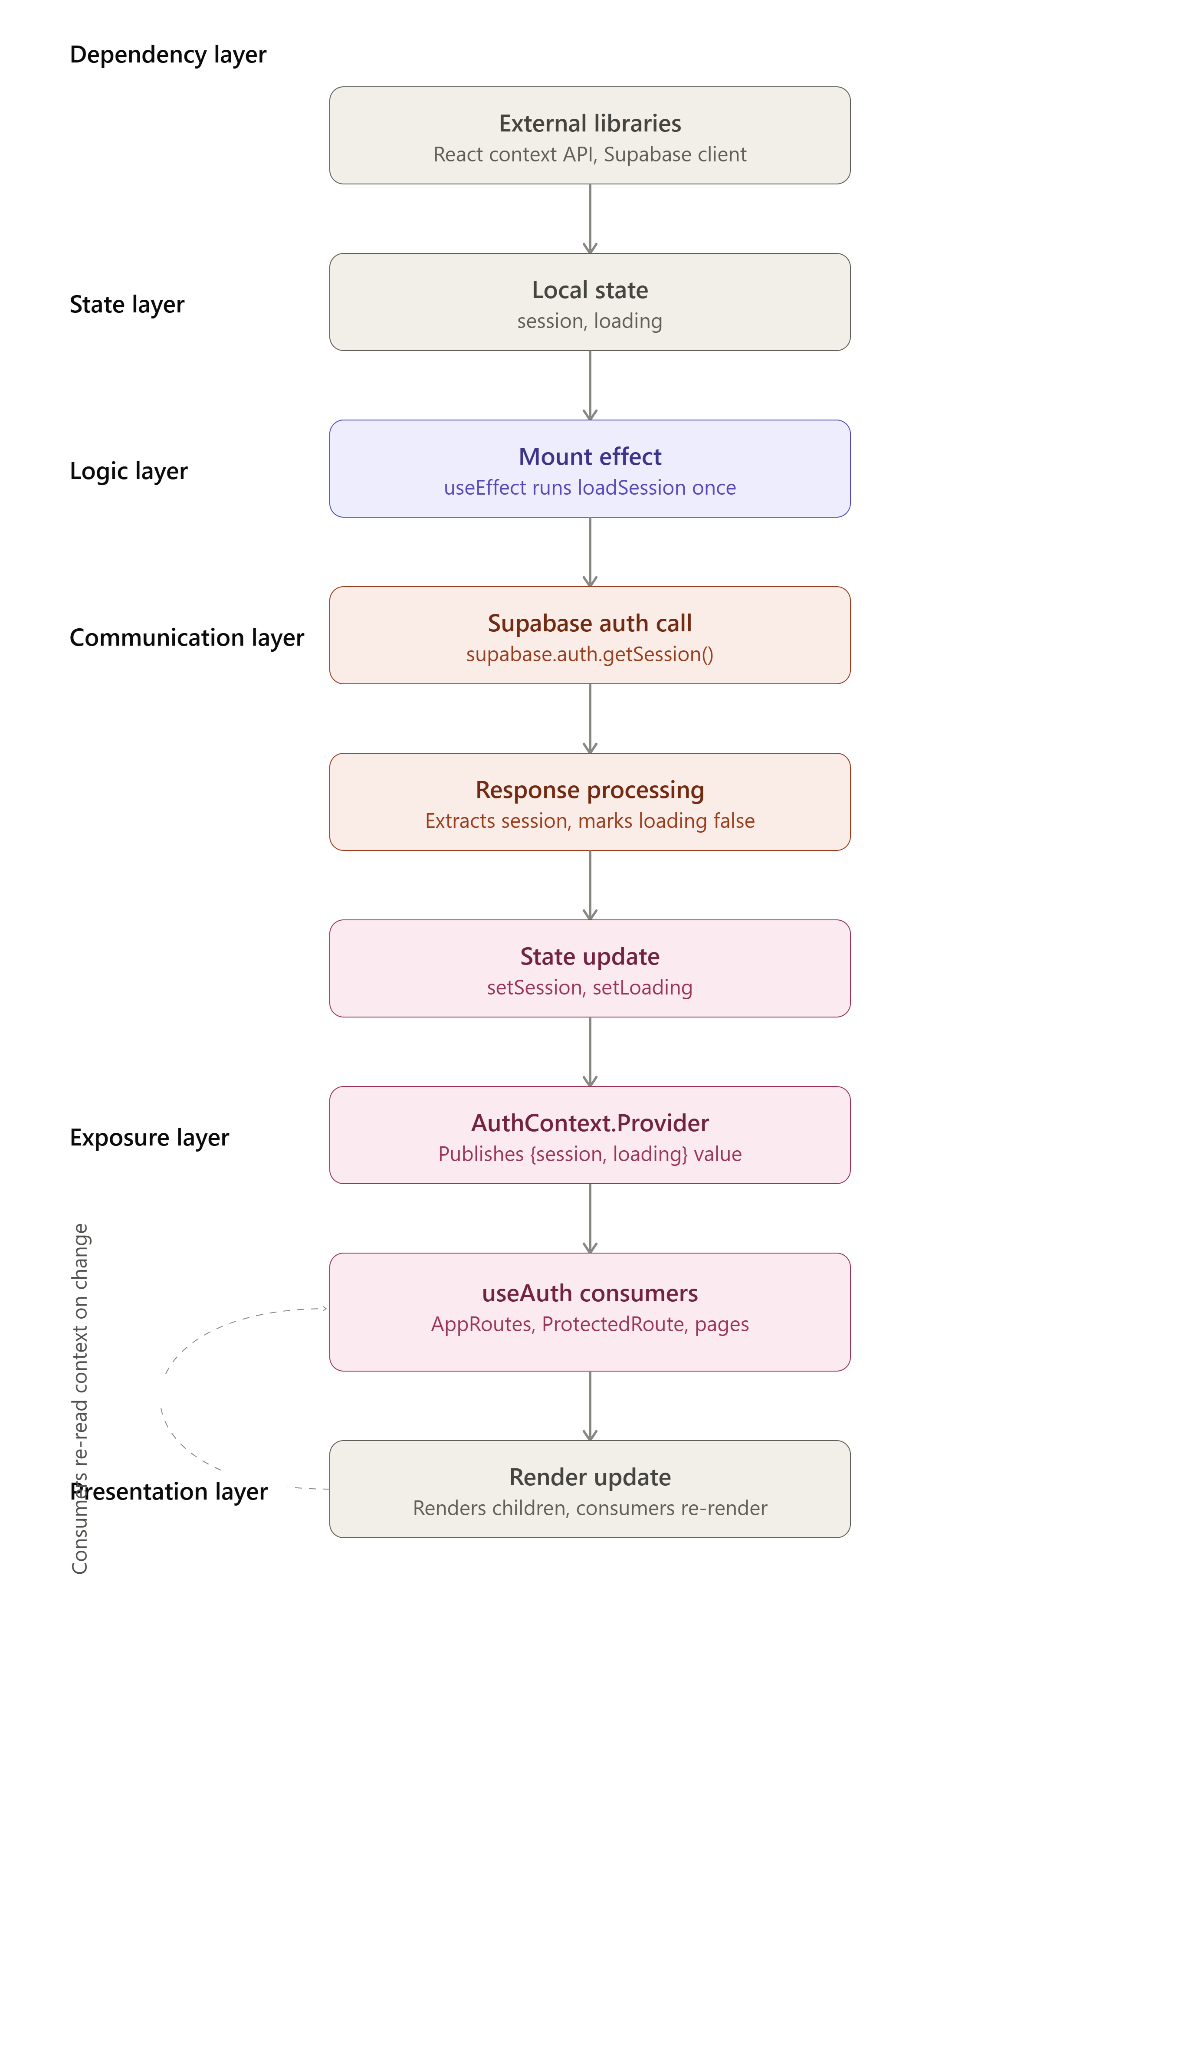 Dependency layer
External libraries
React context API, Supabase client
State layer
Local state
session, loading
Logic layer
Mount effect
useEffect runs loadSession once
Communication layer
Supabase auth call
supabase.auth.getSession()
Response processing
Extracts session, marks loading false
State update
setSession, setLoading
Exposure layer
AuthContext.Provider
Publishes {session, loading} value
Consumers re-read context on change
useAuth consumers
AppRoutes, ProtectedRoute, pages
Presentation layer
Render update
Renders children, consumers re-render